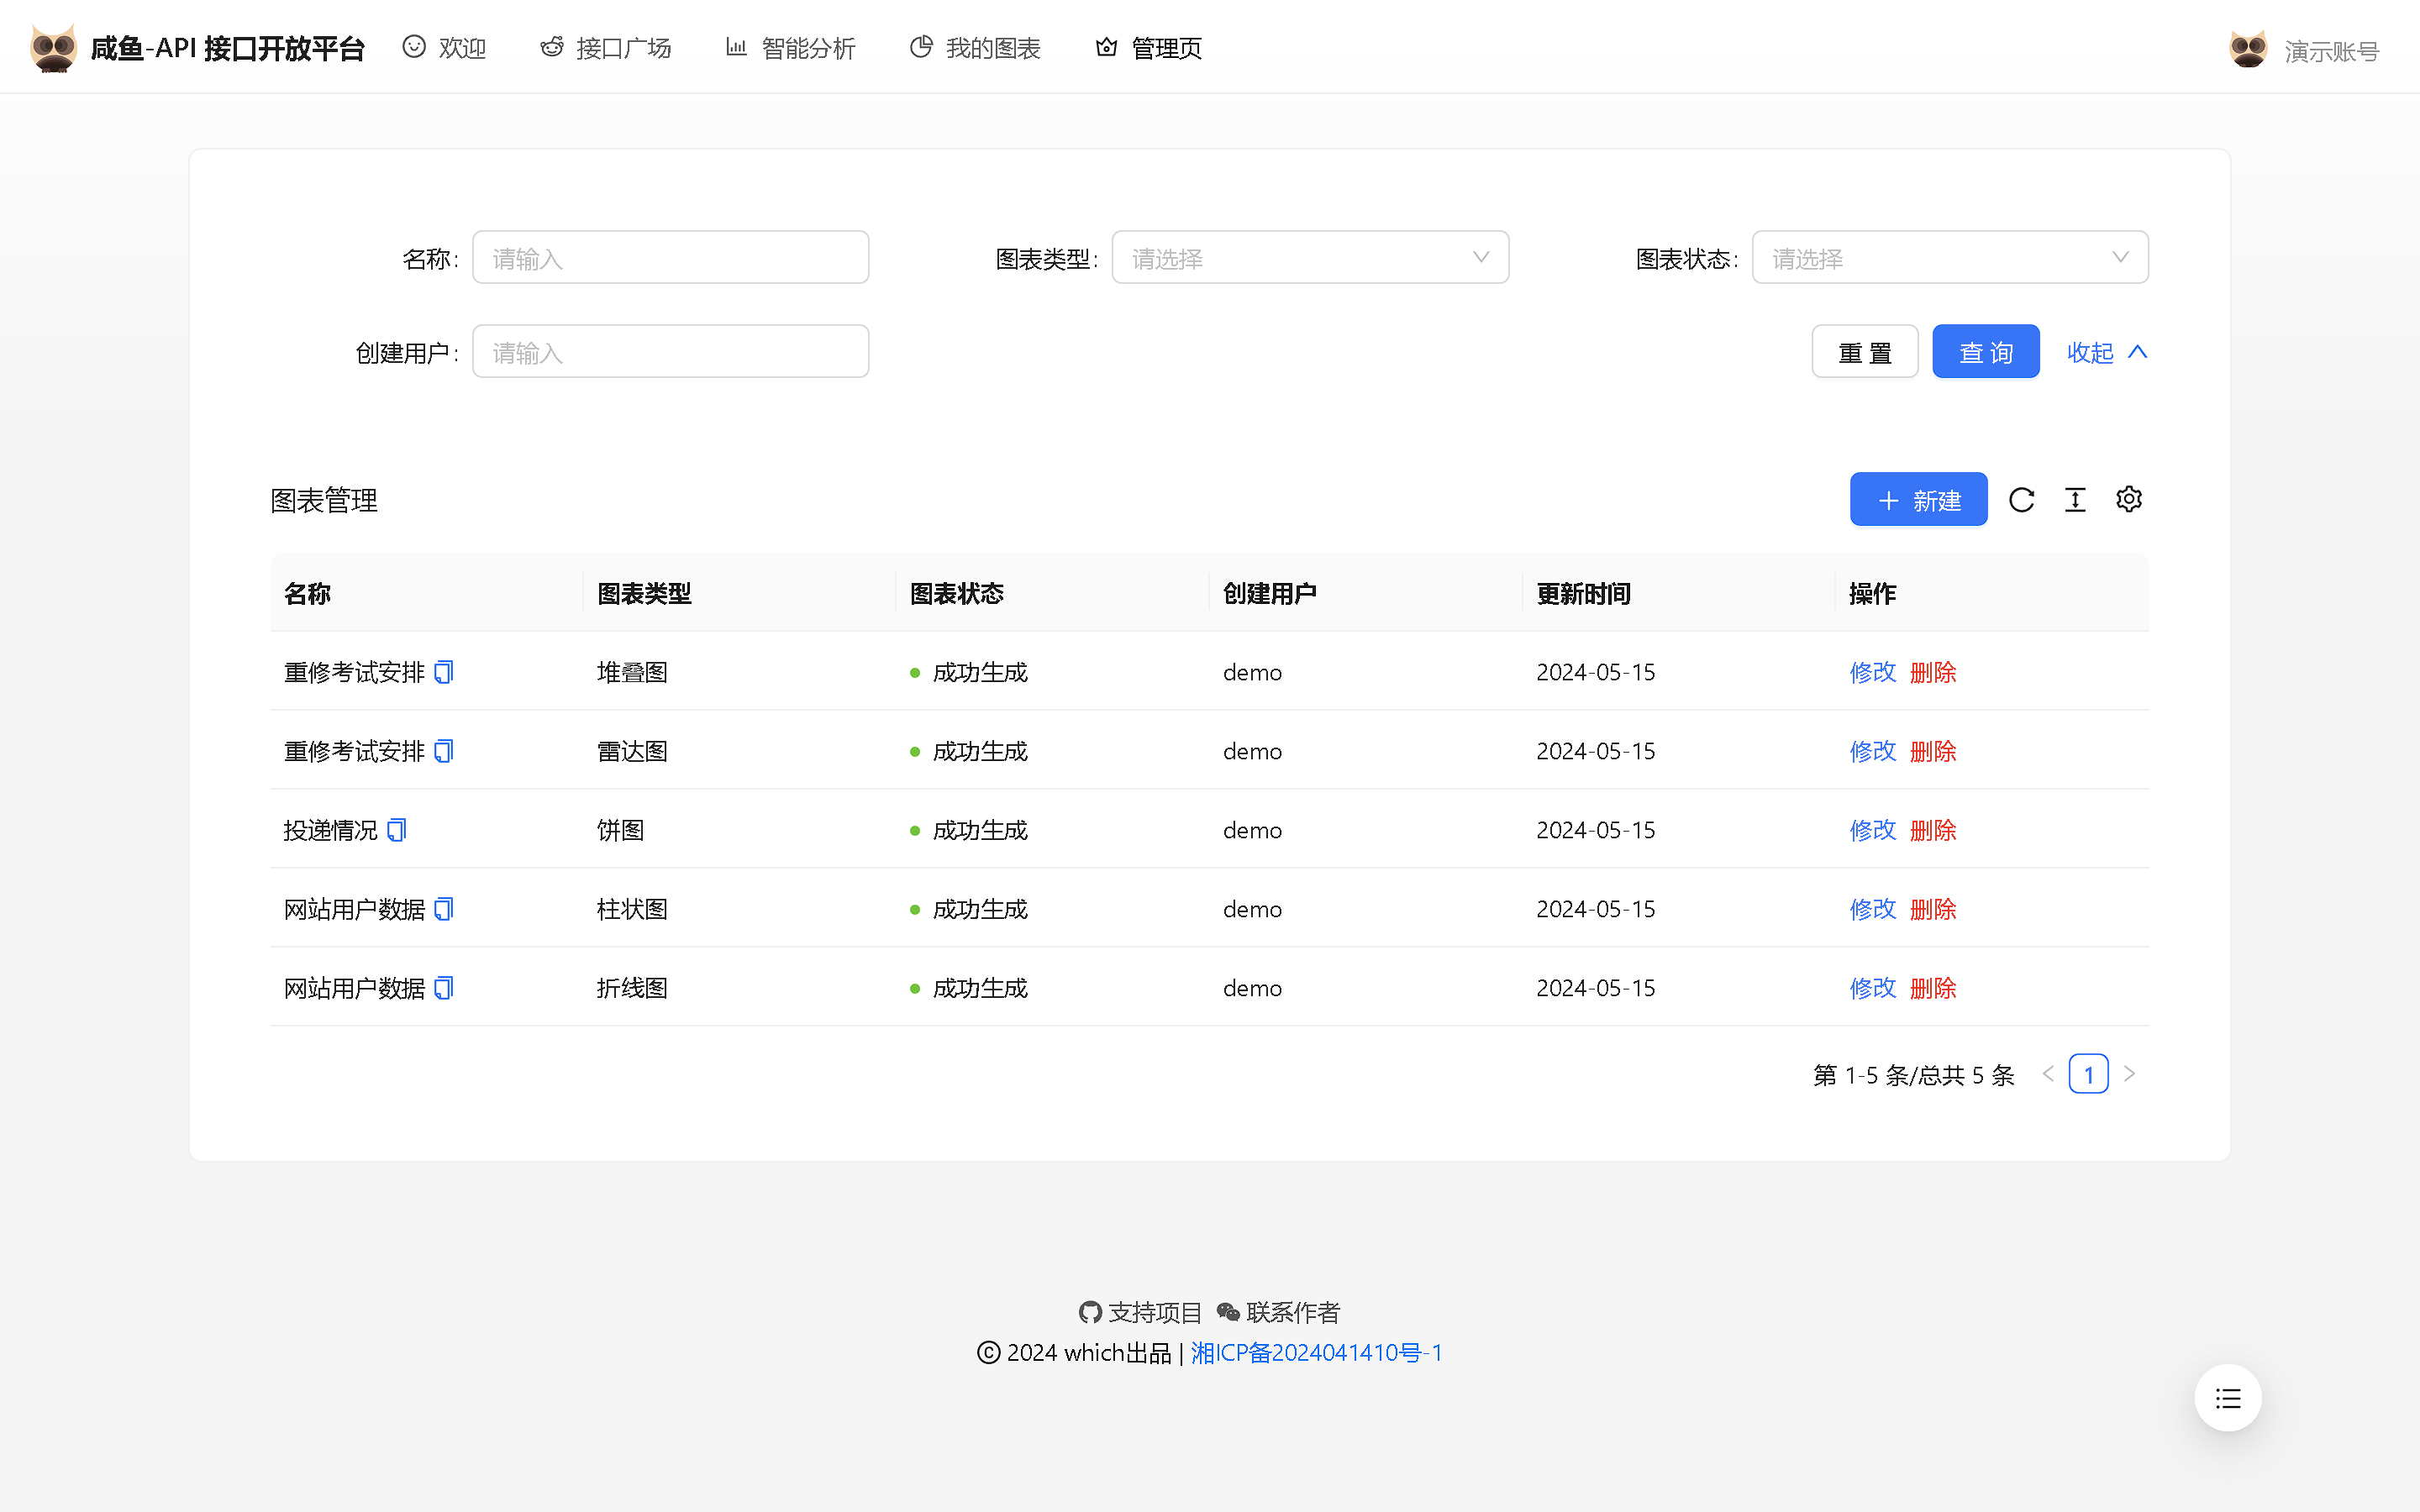 咸鱼-API 接口开放平台 欢迎 接口广场 智能分析 我的图表 管理页 演示账号
名称: 请输入 图表类型: 请选择 图表状态: 请选择
创建用户: 请输入 重 置 查 询 收起
图表管理 新建
名称 图表类型 图表状态 创建用户 更新时间 操作
重修考试安排 堆叠图 成功生成 demo 2024-05-15 修改 删除
重修考试安排 雷达图 成功生成 demo 2024-05-15 修改 删除
投递情况 饼图 成功生成 demo 2024-05-15 修改 删除
网站用户数据 柱状图 成功生成 demo 2024-05-15 修改 删除
网站用户数据 折线图 成功生成 demo 2024-05-15 修改 删除
第 1-5 条/总共 5 条 1
支持项目 联系作者
© 2024 which出品 | 湘ICP备2024041410号-1